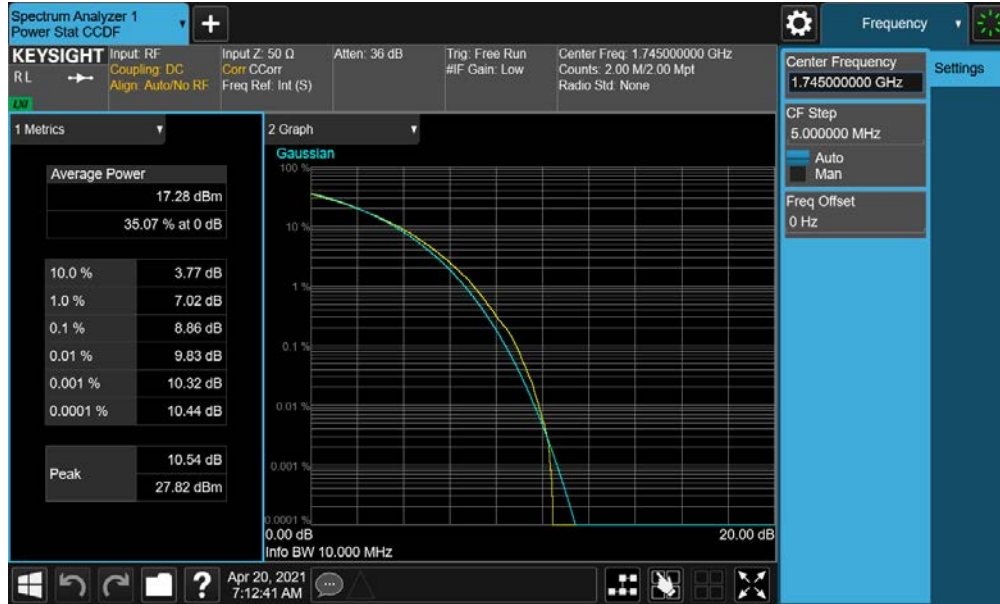 Spectrum Analyzer 1
Power Stat CCDF
+
Frequency
KEYSIGHT
RL
LXI
Input: RF
Coupling: DC
Align: Auto/No RF
Input Z: 50 Ω
Corr CCorr
Freq Ref: Int (S)
Atten: 36 dB
Trig: Free Run
#IF Gain: Low
Center Freq: 1.745000000 GHz
Counts: 2.00 M/2.00 Mpt
Radio Std: None
Center Frequency
1.745000000 GHz
Settings
CF Step
5.000000 MHz
Auto
Man
Freq Offset
0 Hz
1 Metrics
Average Power
17.28 dBm
35.07 % at 0 dB
10.0 % 3.77 dB
1.0 % 7.02 dB
0.1 % 8.86 dB
0.01 % 9.83 dB
0.001 % 10.32 dB
0.0001 % 10.44 dB
Peak
10.54 dB
27.82 dBm
2 Graph
Gaussian
100 %
10 %
1 %
0.1 %
0.01 %
0.001 %
0.0001 %
0.00 dB 20.00 dB
Info BW 10.000 MHz
?
Apr 20, 2021
7:12:41 AM